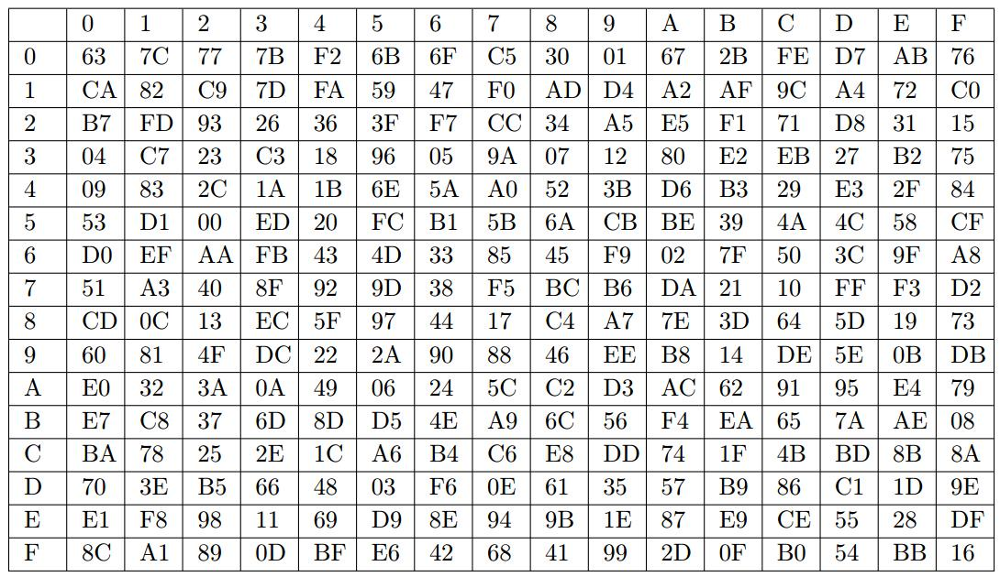 0 1 2 3 4 5 6 7 8 9 A B C D E F
0 63 7C 77 7B F2 6B 6F C5 30 01 67 2B FE D7 AB 76
1 CA 82 C9 7D FA 59 47 F0 AD D4 A2 AF 9C A4 72 C0
2 B7 FD 93 26 36 3F F7 CC 34 A5 E5 F1 71 D8 31 15
3 04 C7 23 C3 18 96 05 9A 07 12 80 E2 EB 27 B2 75
4 09 83 2C 1A 1B 6E 5A A0 52 3B D6 B3 29 E3 2F 84
5 53 D1 00 ED 20 FC B1 5B 6A CB BE 39 4A 4C 58 CF
6 D0 EF AA FB 43 4D 33 85 45 F9 02 7F 50 3C 9F A8
7 51 A3 40 8F 92 9D 38 F5 BC B6 DA 21 10 FF F3 D2
8 CD 0C 13 EC 5F 97 44 17 C4 A7 7E 3D 64 5D 19 73
9 60 81 4F DC 22 2A 90 88 46 EE B8 14 DE 5E 0B DB
A E0 32 3A 0A 49 06 24 5C C2 D3 AC 62 91 95 E4 79
B E7 C8 37 6D 8D D5 4E A9 6C 56 F4 EA 65 7A AE 08
C BA 78 25 2E 1C A6 B4 C6 E8 DD 74 1F 4B BD 8B 8A
D 70 3E B5 66 48 03 F6 0E 61 35 57 B9 86 C1 1D 9E
E E1 F8 98 11 69 D9 8E 94 9B 1E 87 E9 CE 55 28 DF
F 8C A1 89 0D BF E6 42 68 41 99 2D 0F B0 54 BB 16